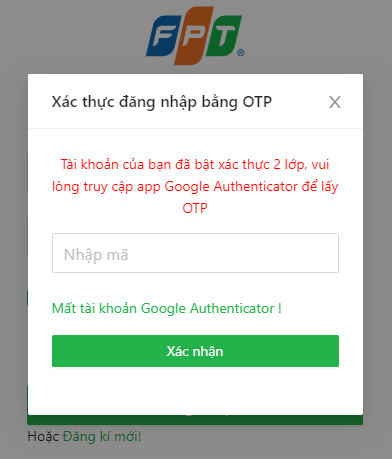 FPT
Xác thực đăng nhập bằng OTP
Tài khoản của bạn đã bật xác thực 2 lớp, vui
lòng truy cập app Google Authenticator để lấy
OTP
Nhập mã
Mất tài khoản Google Authenticator !
Xác nhận
Hoặc Đăng kí mới!